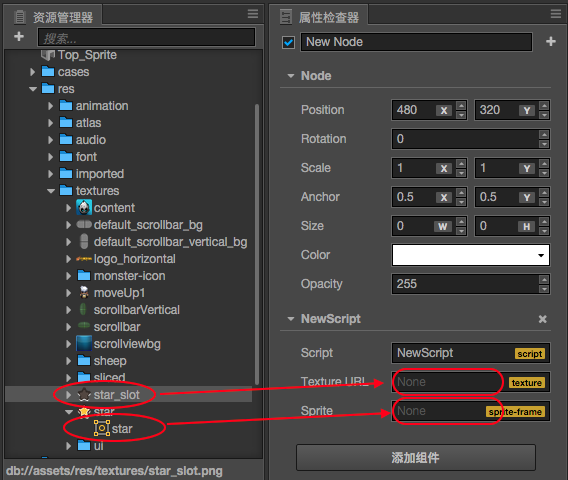 资源管理器
搜索...
Top_Sprite
cases
res
animation
atlas
audio
font
imported
textures
content
default_scrollbar_bg
default_scrollbar_vertical_bg
logo_horizontal
monster-icon
moveUp1
scrollbarVertical
scrollbar
scrollviewbg
sheep
sliced
star_slot
star
star
ui
db://assets/res/textures/star_slot.png
属性检查器
New Node
Node
Position 480 X 320 Y
Rotation 0
Scale 1 X 1 Y
Anchor 0.5 X 0.5 Y
Size 0 W 0 H
Color
Opacity 255
NewScript
Script NewScript script
Texture URL None texture
Sprite None sprite-frame
添加组件